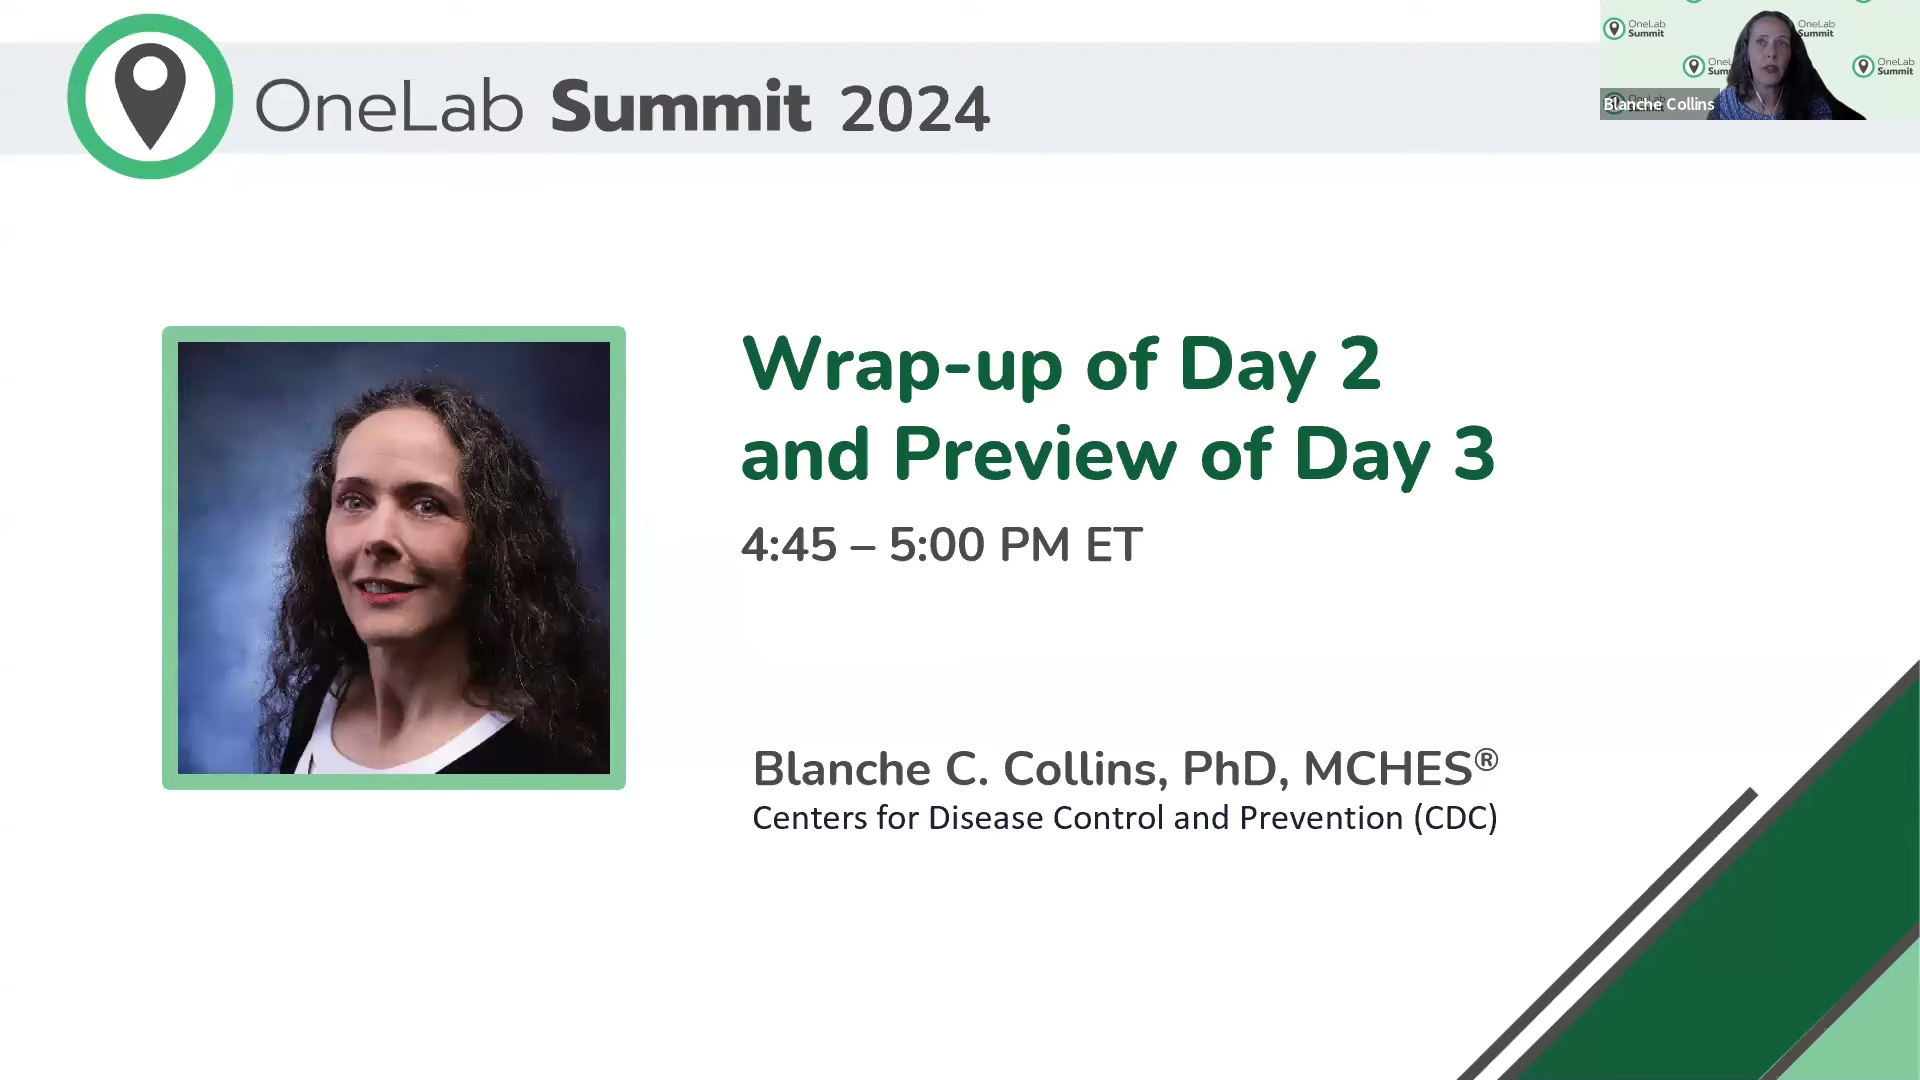 OneLab Summit 2024
OneLab
Summit
OneLab
Summit
OneLab
Summit
Blanche Collins
Wrap-up of Day 2
and Preview of Day 3
4:45 – 5:00 PM ET
Blanche C. Collins, PhD, MCHES®
Centers for Disease Control and Prevention (CDC)